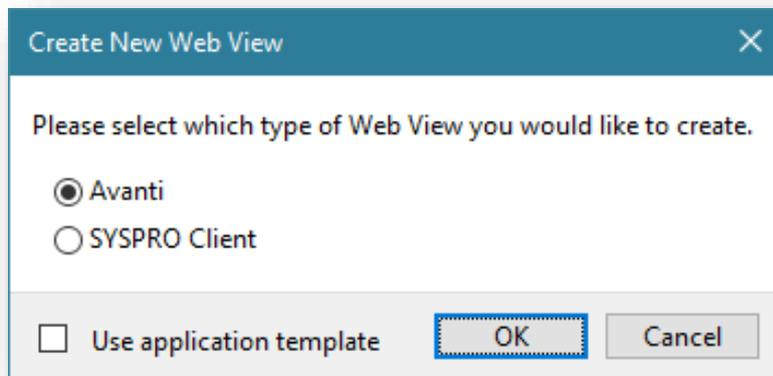 Create New Web View
Please select which type of Web View you would like to create.
Avanti
SYSPRO Client
Use application template OK Cancel